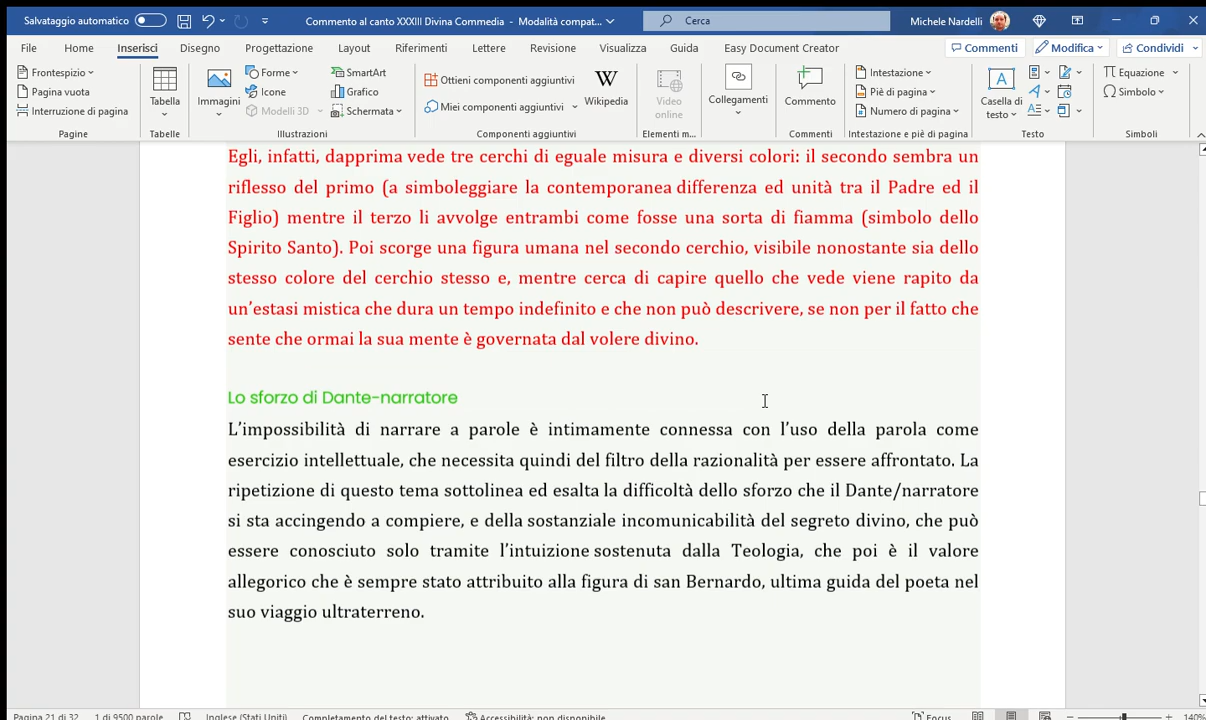 Salvataggio automatico
Commento al canto XXXIII Divina Commedia - Modalità compat...
Cerca
Michele Nardelli
File Home Inserisci Disegno Progettazione Layout Riferimenti Lettere Revisione Visualizza Guida Easy Document Creator Commenti Modifica Condividi
Frontespizio
Pagina vuota
Interruzione di pagina
Pagine
Tabella
Tabelle
Immagini
Forme
Icone
Modelli 3D
SmartArt
Grafico
Schermata
Illustrazioni
Ottieni componenti aggiuntivi
Miei componenti aggiuntivi
W
Wikipedia
Componenti aggiuntivi
Video online
Elementi m...
Collegamenti
Commento
Commenti
Intestazione
Piè di pagina
Numero di pagina
Intestazione e piè di pagina
Casella di testo
Testo
Equazione
Simbolo
Simboli
Egli, infatti, dapprima vede tre cerchi di eguale misura e diversi colori: il secondo sembra un
riflesso del primo (a simboleggiare la contemporanea differenza ed unità tra il Padre ed il
Figlio) mentre il terzo li avvolge entrambi come fosse una sorta di fiamma (simbolo dello
Spirito Santo). Poi scorge una figura umana nel secondo cerchio, visibile nonostante sia dello
stesso colore del cerchio stesso e, mentre cerca di capire quello che vede viene rapito da
un'estasi mistica che dura un tempo indefinito e che non può descrivere, se non per il fatto che
sente che ormai la sua mente è governata dal volere divino.
Lo sforzo di Dante-narratore
L'impossibilità di narrare a parole è intimamente connessa con l'uso della parola come
esercizio intellettuale, che necessita quindi del filtro della razionalità per essere affrontato. La
ripetizione di questo tema sottolinea ed esalta la difficoltà dello sforzo che il Dante/narratore
si sta accingendo a compiere, e della sostanziale incomunicabilità del segreto divino, che può
essere conosciuto solo tramite l'intuizione sostenuta dalla Teologia, che poi è il valore
allegorico che è sempre stato attribuito alla figura di san Bernardo, ultima guida del poeta nel
suo viaggio ultraterreno.
Pagina 21 di 32 1 di 9500 parole Inglese (Stati Uniti) Completamento del testo: attivato Accessibilità: non disponibile Focus 140%